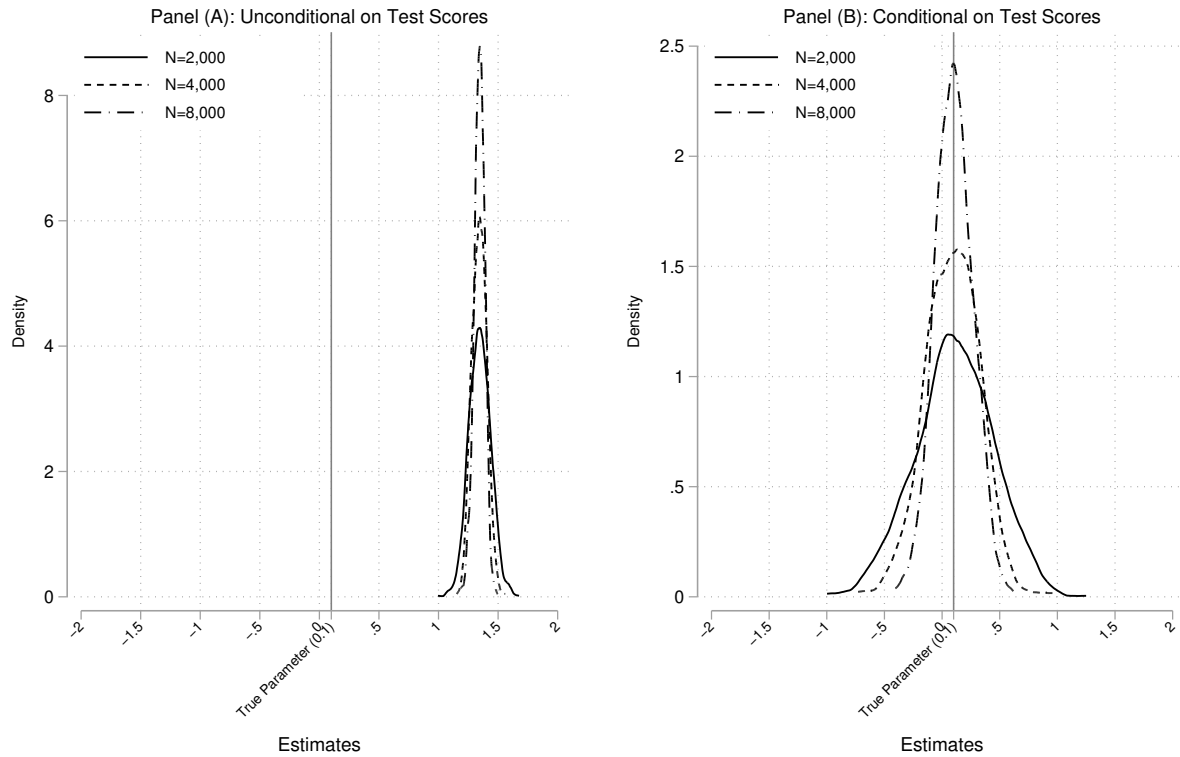 Panel (A): Unconditional on Test Scores
N=2,000
N=4,000
N=8,000
Density
8
6
4
2
0
−2
−1.5
−1
−.5
0
True Parameter (0.1)
.5
1
1.5
2
Estimates
Panel (B): Conditional on Test Scores
N=2,000
N=4,000
N=8,000
Density
2.5
2
1.5
1
.5
0
−2
−1.5
−1
−.5
0
True Parameter (0.1)
.5
1
1.5
2
Estimates